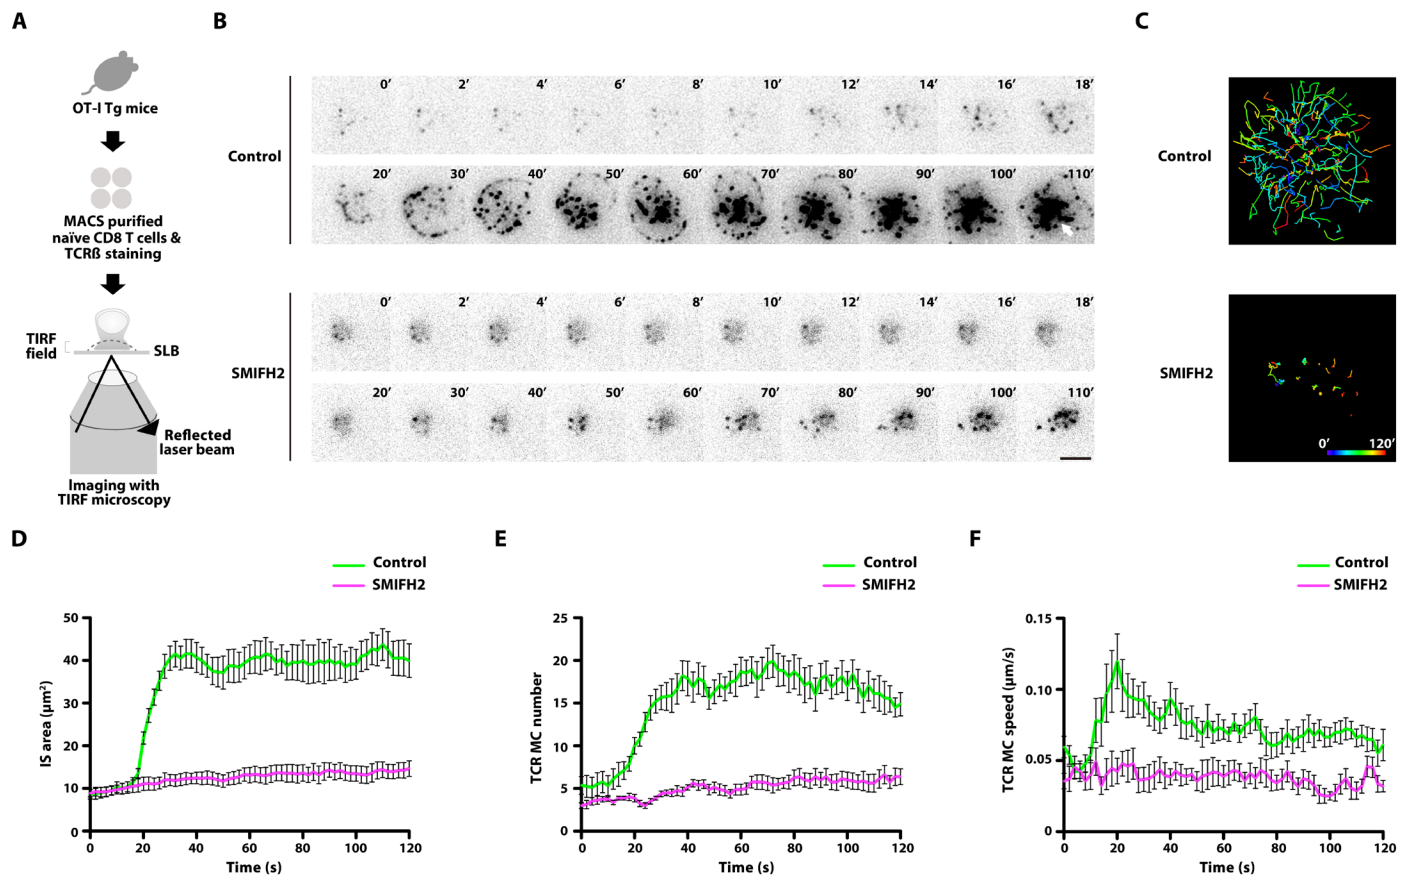 A
B
C
OT-I Tg mice
MACS purified
naïve CD8 T cells &
TCRß staining
TIRF
field
SLB
Reflected
laser beam
Imaging with
TIRF microscopy
Control
0′ 2′ 4′ 6′ 8′ 10′ 12′ 14′ 16′ 18′
20′ 30′ 40′ 50′ 60′ 70′ 80′ 90′ 100′ 110′
SMIFH2
0′ 2′ 4′ 6′ 8′ 10′ 12′ 14′ 16′ 18′
20′ 30′ 40′ 50′ 60′ 70′ 80′ 90′ 100′ 110′
Control
SMIFH2
0′ 120′
D
Control
SMIFH2
50
40
30
20
10
0
IS area (μm²)
0 20 40 60 80 100 120
Time (s)
E
Control
SMIFH2
25
20
15
10
5
0
TCR MC number
0 20 40 60 80 100 120
Time (s)
F
Control
SMIFH2
0.15
0.10
0.05
0
TCR MC speed (μm/s)
0 20 40 60 80 100 120
Time (s)